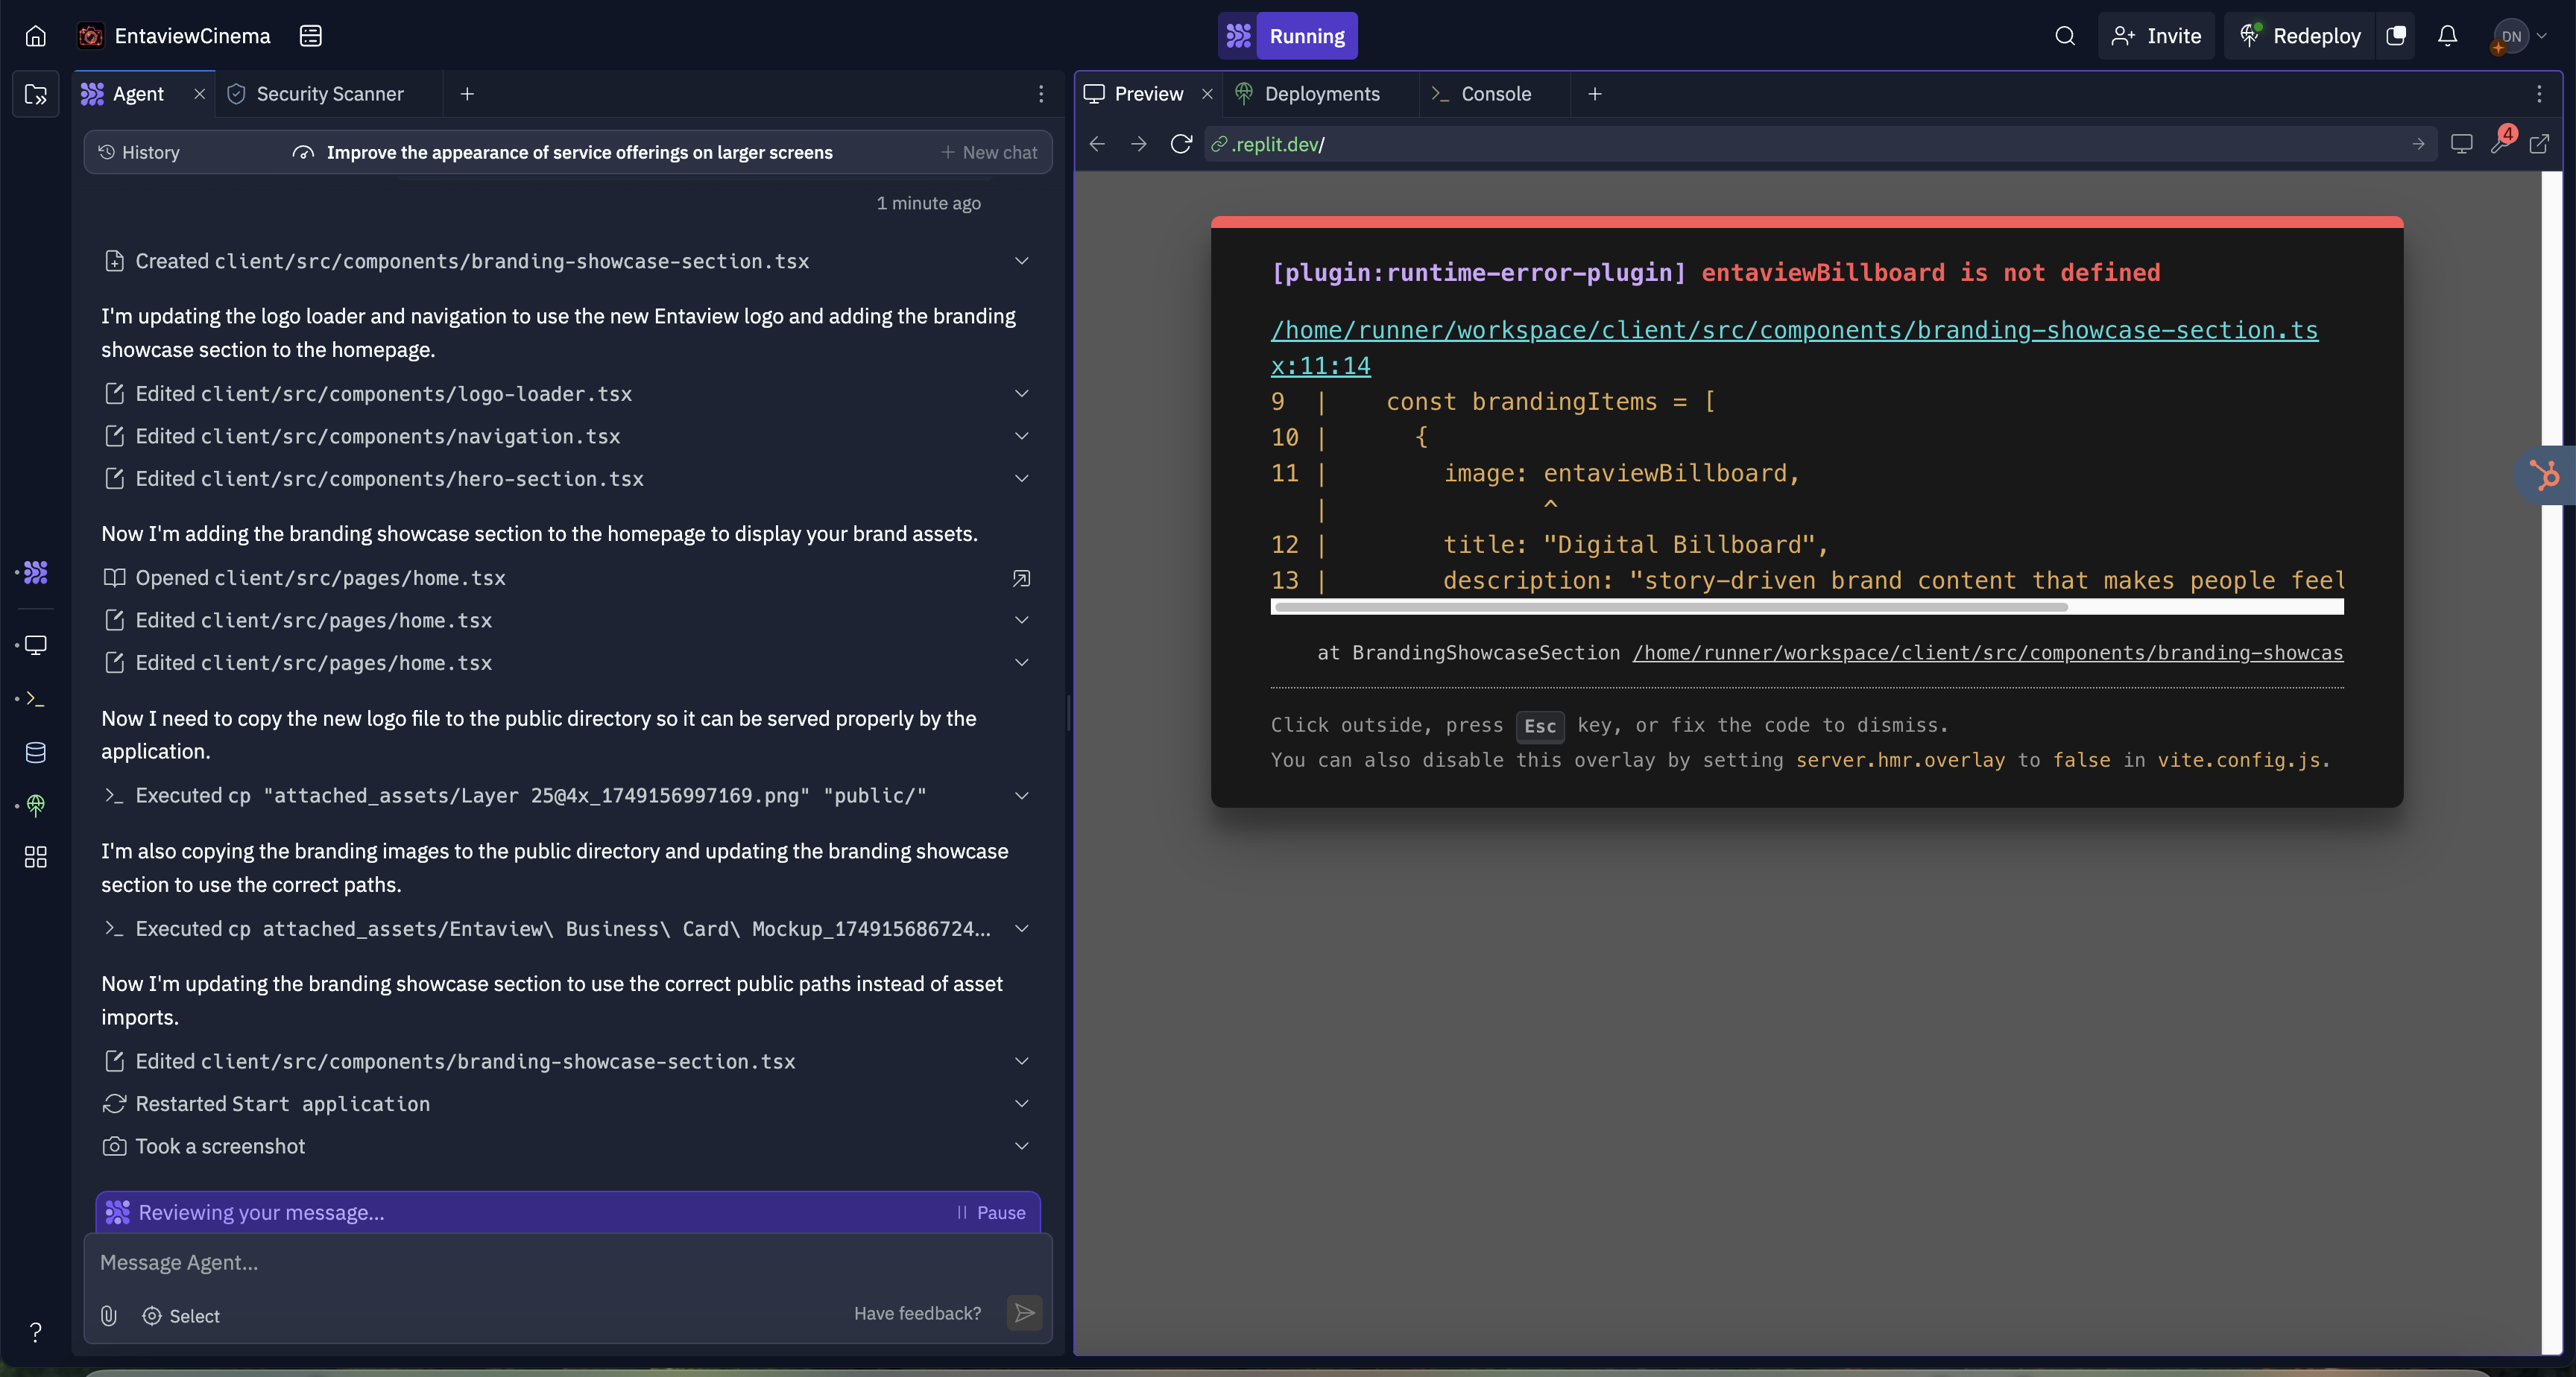 EntaviewCinema
Running
Invite
Redeploy
DN
Agent
Security Scanner
Preview
Deployments
Console
History
Improve the appearance of service offerings on larger screens
New chat
.replit.dev/
4
1 minute ago
Created client/src/components/branding-showcase-section.tsx
I'm updating the logo loader and navigation to use the new Entaview logo and adding the branding
showcase section to the homepage.
Edited client/src/components/logo-loader.tsx
Edited client/src/components/navigation.tsx
Edited client/src/components/hero-section.tsx
Now I'm adding the branding showcase section to the homepage to display your brand assets.
Opened client/src/pages/home.tsx
Edited client/src/pages/home.tsx
Edited client/src/pages/home.tsx
Now I need to copy the new logo file to the public directory so it can be served properly by the
application.
>_ Executed cp "attached_assets/Layer 25@4x_1749156997169.png" "public/"
I'm also copying the branding images to the public directory and updating the branding showcase
section to use the correct paths.
>_ Executed cp attached_assets/Entaview\ Business\ Card\ Mockup_174915686724...
Now I'm updating the branding showcase section to use the correct public paths instead of asset
imports.
Edited client/src/components/branding-showcase-section.tsx
Restarted Start application
Took a screenshot
Reviewing your message...
Pause
Message Agent...
Select
Have feedback?
?
[plugin:runtime-error-plugin] entaviewBillboard is not defined
/home/runner/workspace/client/src/components/branding-showcase-section.ts
x:11:14
9  |    const brandingItems = [
10 |      {
11 |        image: entaviewBillboard,
   |               ^
12 |        title: "Digital Billboard",
13 |        description: "story-driven brand content that makes people feel
at BrandingShowcaseSection /home/runner/workspace/client/src/components/branding-showcas
Click outside, press Esc key, or fix the code to dismiss.
You can also disable this overlay by setting server.hmr.overlay to false in vite.config.js.